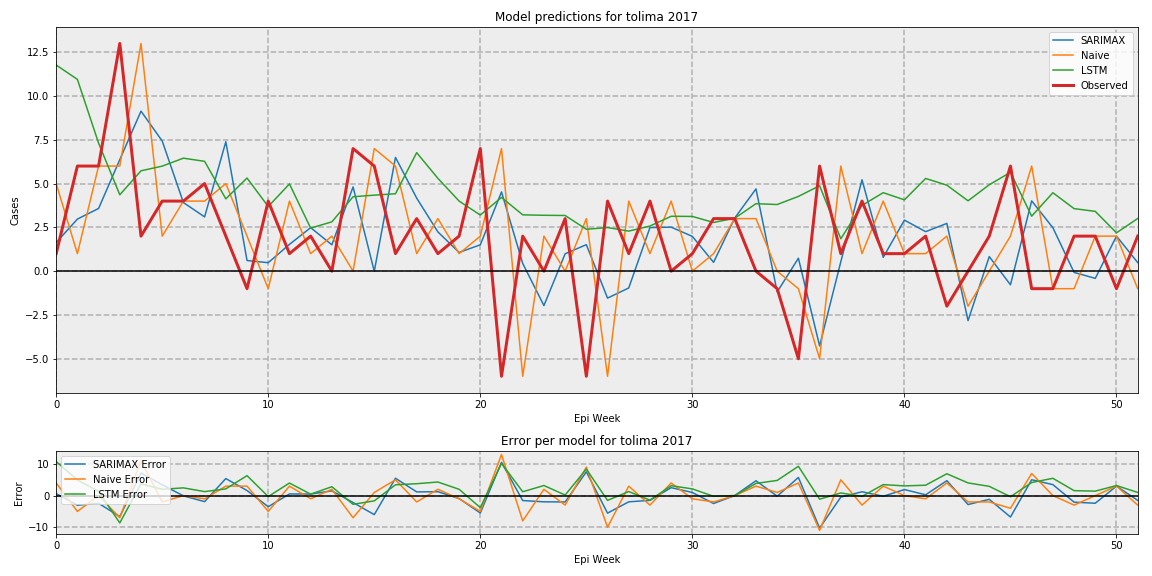 Model predictions for tolima 2017
SARIMAX
Naive
LSTM
Observed
12.5
10.0
7.5
5.0
2.5
0.0
−2.5
−5.0
Cases
0 10 20 30 40 50
Epi Week
Error per model for tolima 2017
SARIMAX Error
Naive Error
LSTM Error
10
0
−10
Error
0 10 20 30 40 50
Epi Week